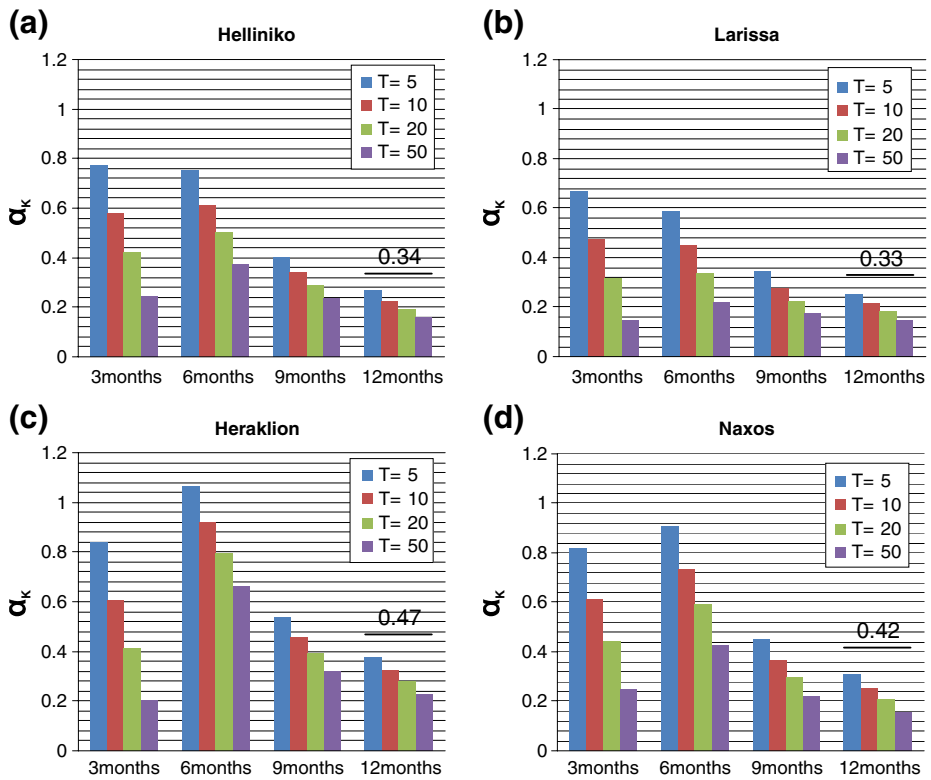 (a)
Helliniko
1.2
1
0.8
0.6
0.4
0.2
0
ακ
T= 5
T= 10
T= 20
T= 50
0.34
3months 6months 9months 12months
(b)
Larissa
1.2
1
0.8
0.6
0.4
0.2
0
ακ
T= 5
T= 10
T= 20
T= 50
0.33
3months 6months 9months 12months
(c)
Heraklion
1.2
1
0.8
0.6
0.4
0.2
0
ακ
T= 5
T= 10
T= 20
T= 50
0.47
3months 6months 9months 12months
(d)
Naxos
1.2
1
0.8
0.6
0.4
0.2
0
ακ
T= 5
T= 10
T= 20
T= 50
0.42
3months 6months 9months 12months